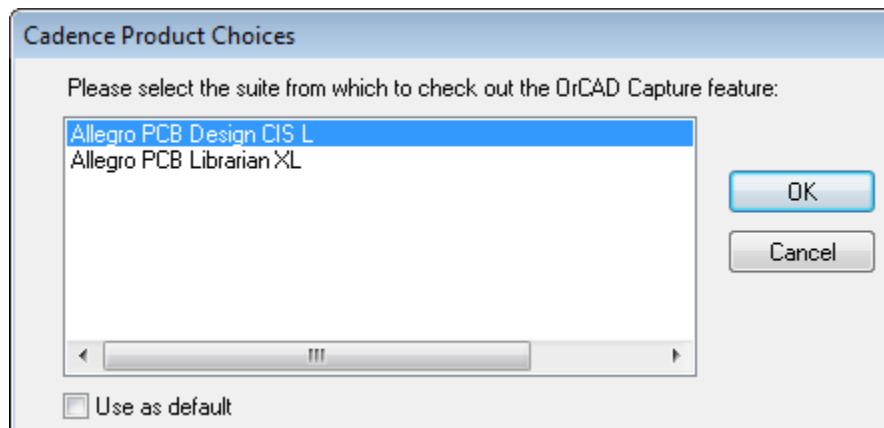 Cadence Product Choices
Please select the suite from which to check out the OrCAD Capture feature:
Allegro PCB Design CIS L
Allegro PCB Librarian XL
OK
Cancel
Use as default